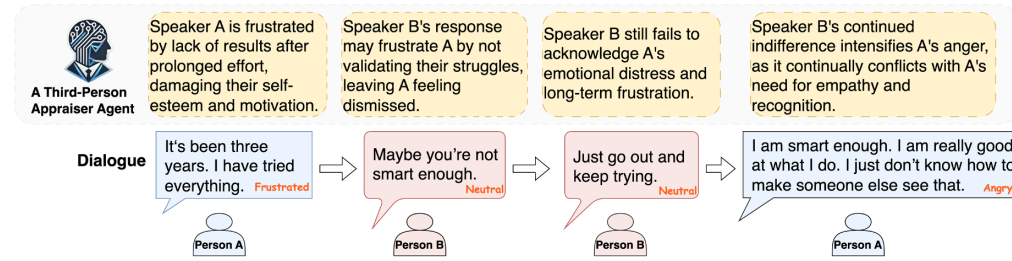 A Third-Person
Appraiser Agent
Speaker A is frustrated
by lack of results after
prolonged effort,
damaging their self-
esteem and motivation.
Speaker B's response
may frustrate A by not
validating their struggles,
leaving A feeling
dismissed.
Speaker B still fails to
acknowledge A's
emotional distress and
long-term frustration.
Speaker B's continued
indifference intensifies A's anger,
as it continually conflicts with A's
need for empathy and
recognition.
Dialogue
It's been three
years. I have tried
everything.
Frustrated
Maybe you're not
smart enough.
Neutral
Just go out and
keep trying.
Neutral
I am smart enough. I am really good
at what I do. I just don't know how to
make someone else see that.
Angry
Person A
Person B
Person B
Person A